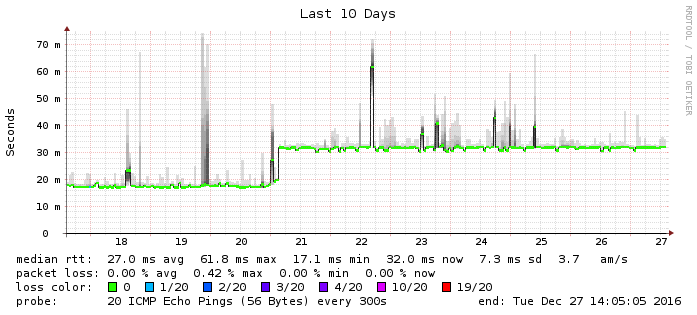 Last 10 Days
RRDTOOL / TOBI OETIKER
Seconds
70 m
60 m
50 m
40 m
30 m
20 m
10 m
0
18 19 20 21 22 23 24 25 26 27
median rtt: 27.0 ms avg 61.8 ms max 17.1 ms min 32.0 ms now 7.3 ms sd 3.7 am/s
packet loss: 0.00 % avg 0.42 % max 0.00 % min 0.00 % now
loss color: 0 1/20 2/20 3/20 4/20 10/20 19/20
probe: 20 ICMP Echo Pings (56 Bytes) every 300s end: Tue Dec 27 14:05:05 2016